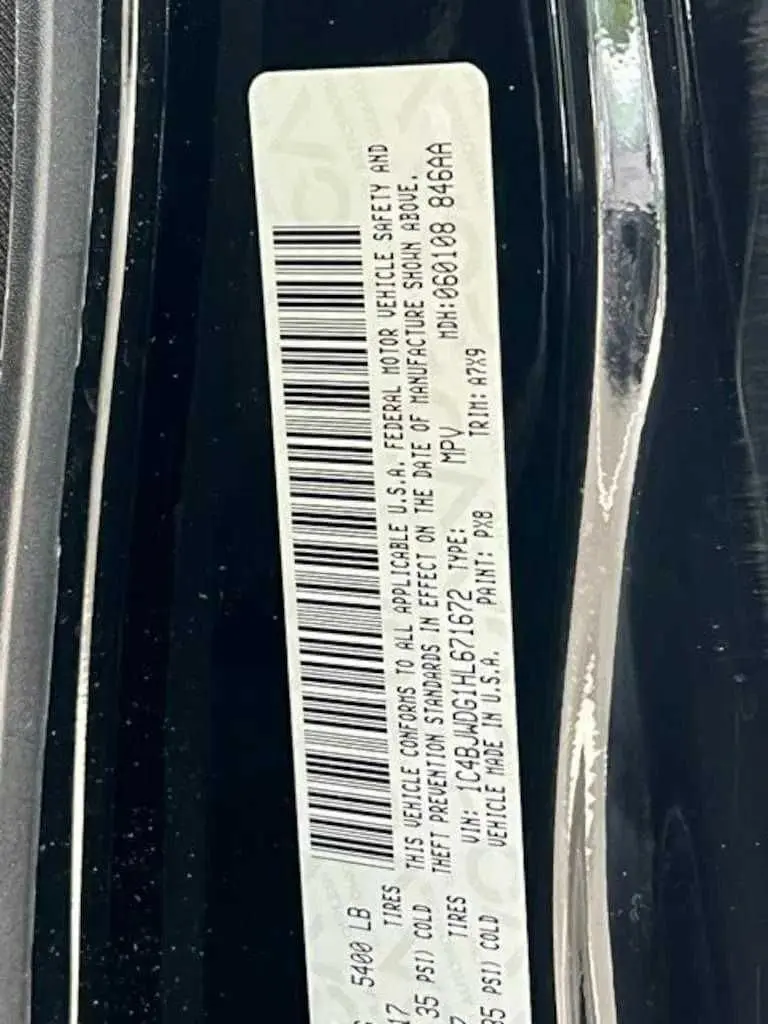 5400 LB
TIRES
THIS VEHICLE CONFORMS TO ALL APPLICABLE U.S.A. FEDERAL MOTOR VEHICLE SAFETY AND
35 PSI) COLD
THEFT PREVENTION STANDARDS IN EFFECT ON THE DATE OF MANUFACTURE SHOWN ABOVE.
TIRES
VIN: 1C4BJWDG1HL671672 TYPE: MPV MDH:060108 846AA
35 PSI) COLD
VEHICLE MADE IN U.S.A. PAINT: PX8 TRIM: A7X9